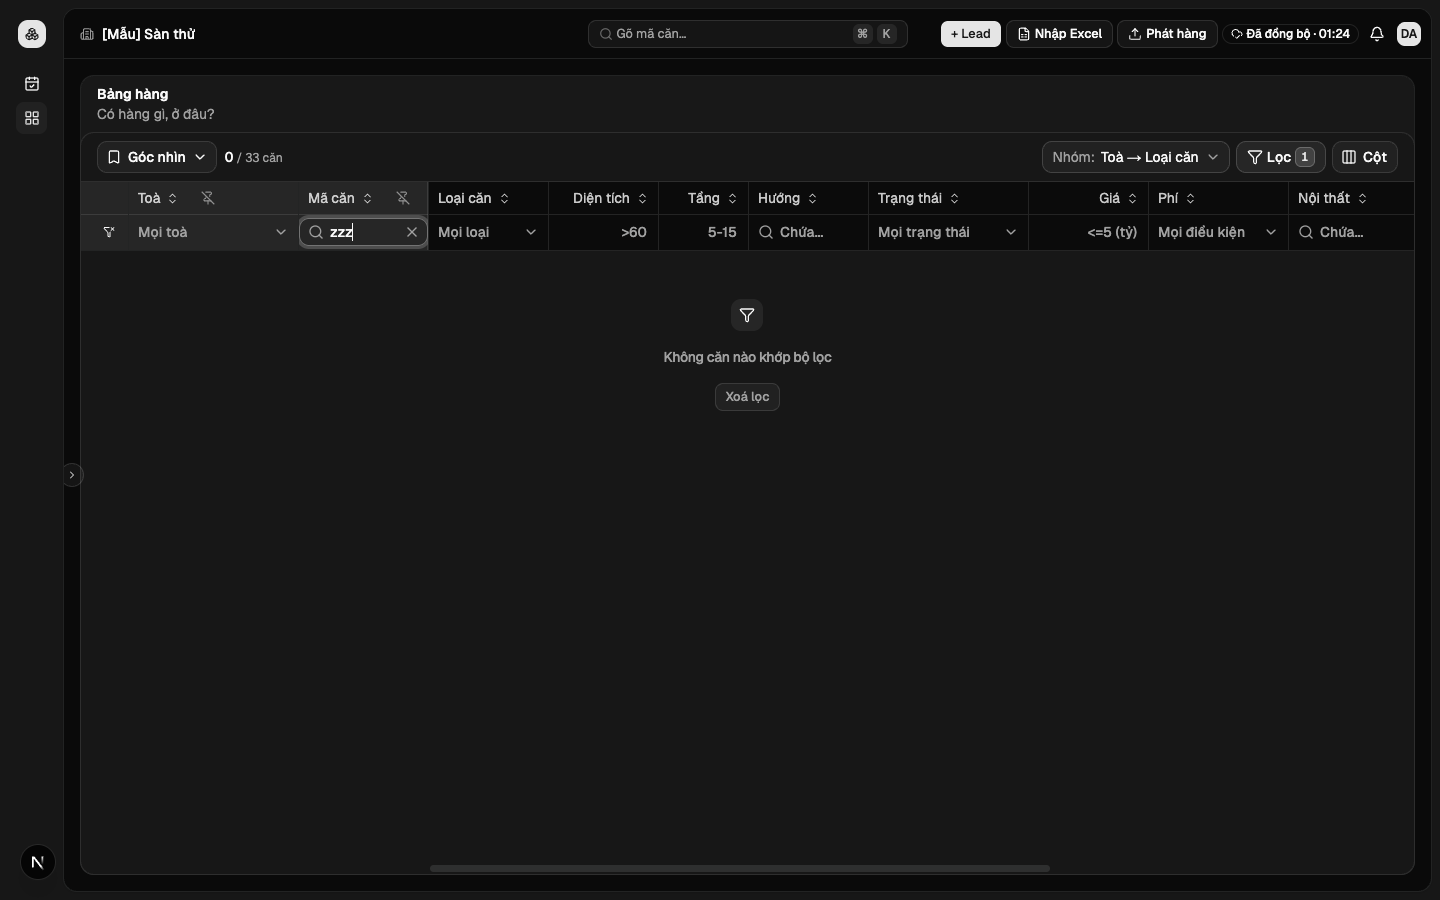 [Mẫu] Sàn thử
Gõ mã căn... ⌘ K
+ Lead
Nhập Excel
Phát hàng
Đã đồng bộ · 01:24
DA
Bảng hàng
Có hàng gì, ở đâu?
Góc nhìn
0 / 33 căn
Nhóm: Toà → Loại căn
Lọc 1
Cột
Toà Mã căn Loại căn Diện tích Tầng Hướng Trạng thái Giá Phí Nội thất
Mọi toà zzz Mọi loại >60 5-15 Chứa... Mọi trạng thái <=5 (tỷ) Mọi điều kiện Chứa...
Không căn nào khớp bộ lọc
Xoá lọc
N